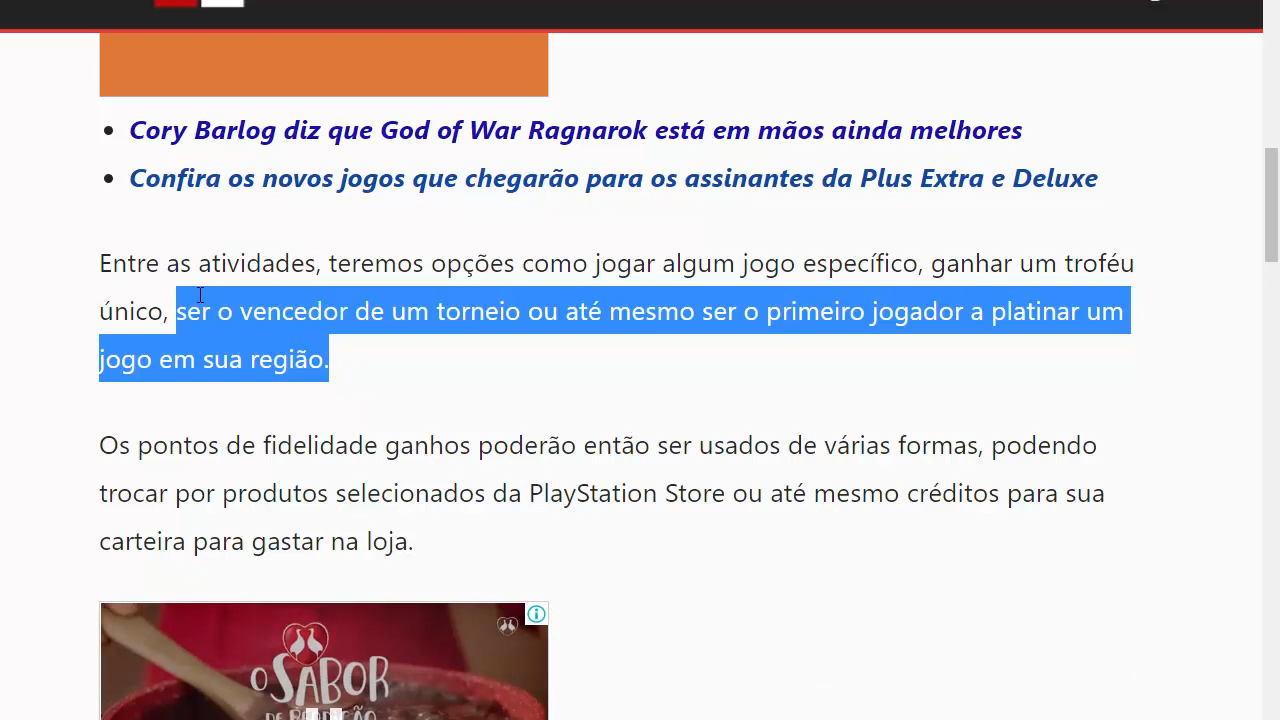 Cory Barlog diz que God of War Ragnarok está em mãos ainda melhores
Confira os novos jogos que chegarão para os assinantes da Plus Extra e Deluxe
Entre as atividades, teremos opções como jogar algum jogo específico, ganhar um troféu
único, ser o vencedor de um torneio ou até mesmo ser o primeiro jogador a platinar um
jogo em sua região.
Os pontos de fidelidade ganhos poderão então ser usados de várias formas, podendo
trocar por produtos selecionados da PlayStation Store ou até mesmo créditos para sua
carteira para gastar na loja.
O SABOR